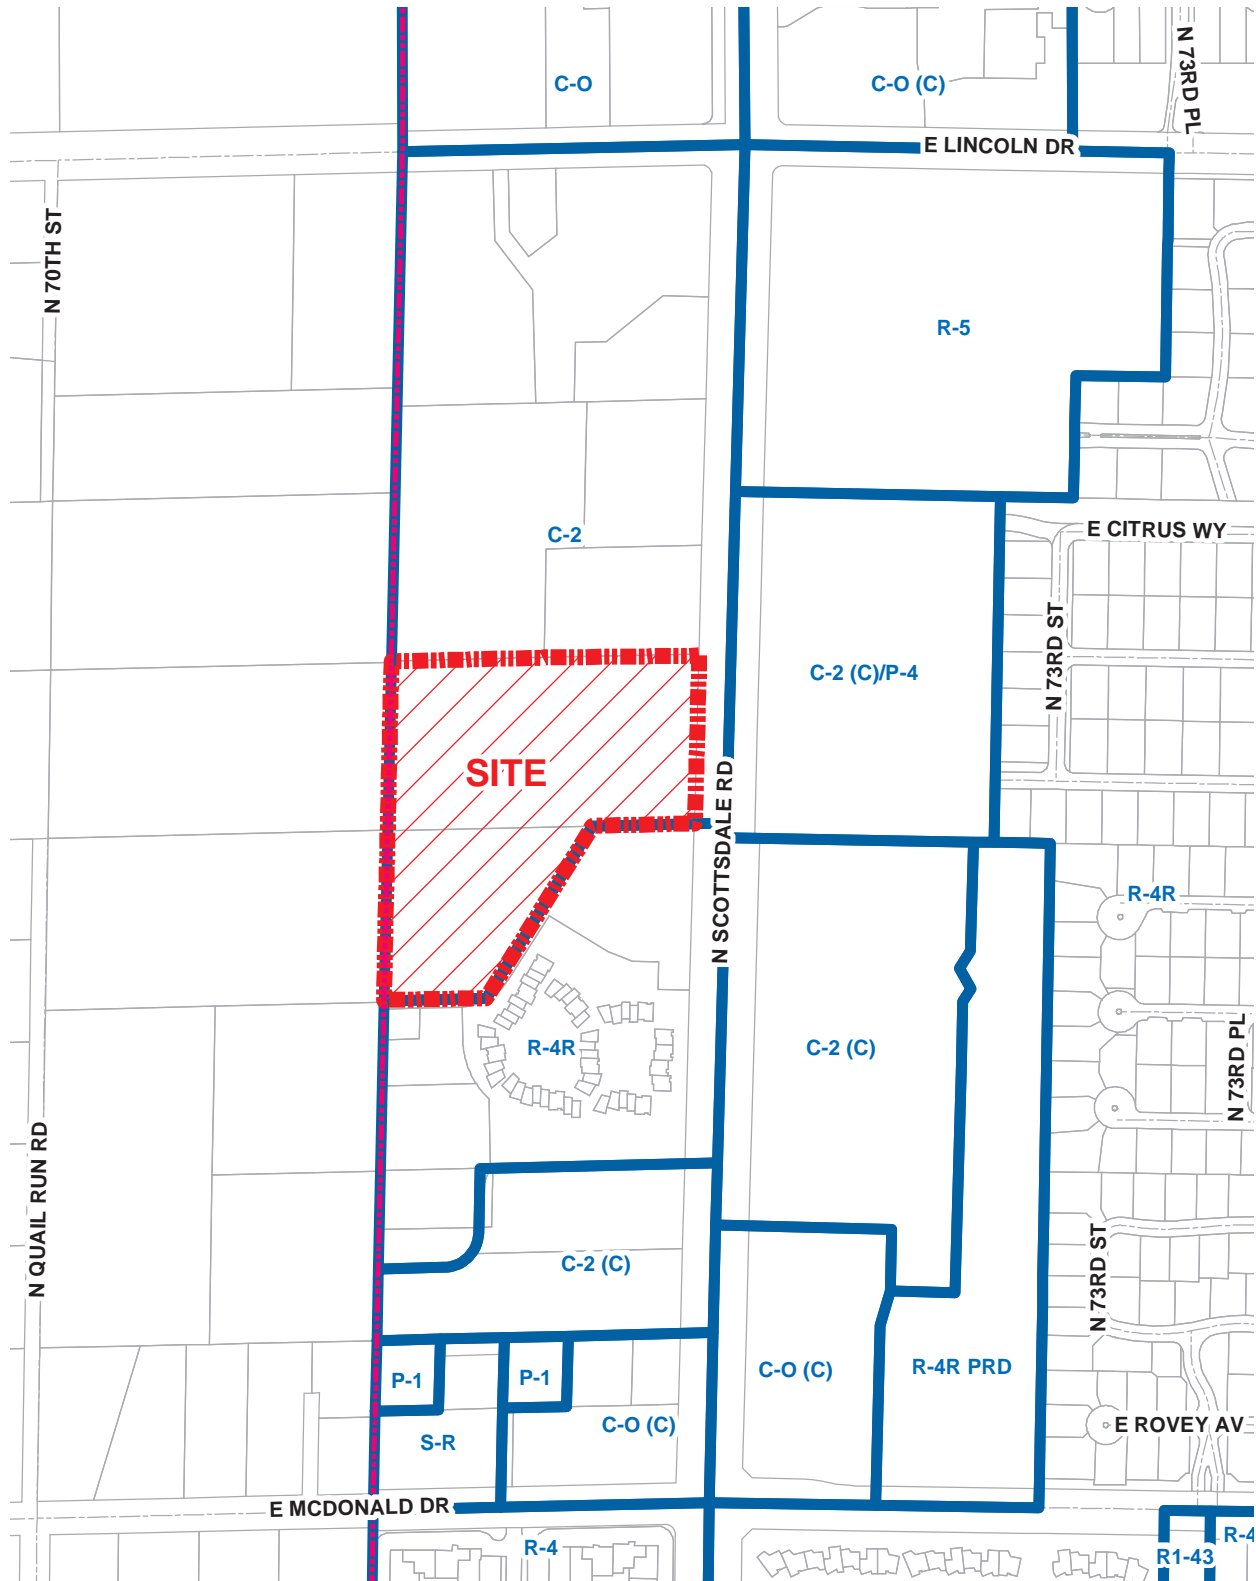 N 73RD PL
C-O
C-O (C)
E LINCOLN DR
N 70TH ST
R-5
C-2
E CITRUS WY
N 73RD ST
C-2 (C)/P-4
SITE
N SCOTTSDALE RD
R-4R
R-4R
C-2 (C)
N 73RD PL
N QUAIL RUN RD
N 73RD ST
C-2 (C)
P-1
P-1
C-O (C)
R-4R PRD
C-O (C)
E ROVEY AV
S-R
E MCDONALD DR
R-4
R-4
R1-43